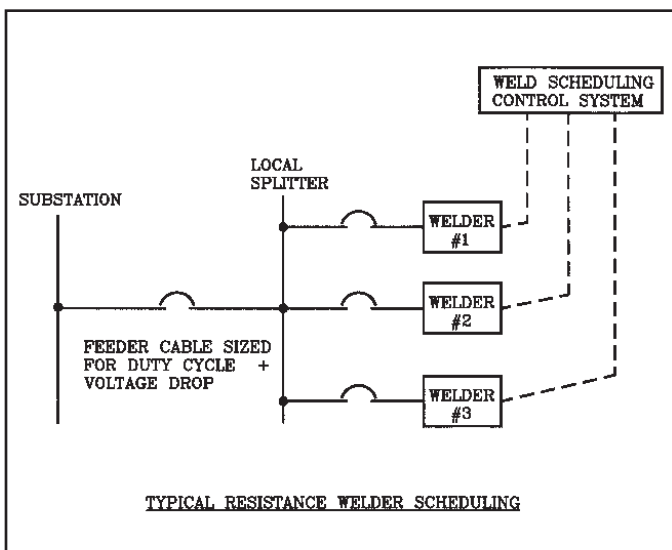 WELD SCHEDULING
CONTROL SYSTEM
LOCAL
SPLITTER
SUBSTATION
WELDER
#1
WELDER
#2
FEEDER CABLE SIZED
FOR DUTY CYCLE +
VOLTAGE DROP
WELDER
#3
TYPICAL RESISTANCE WELDER SCHEDULING